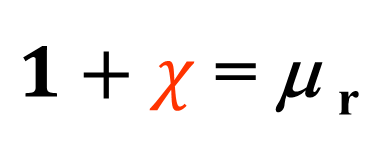 1 + χ = μ r